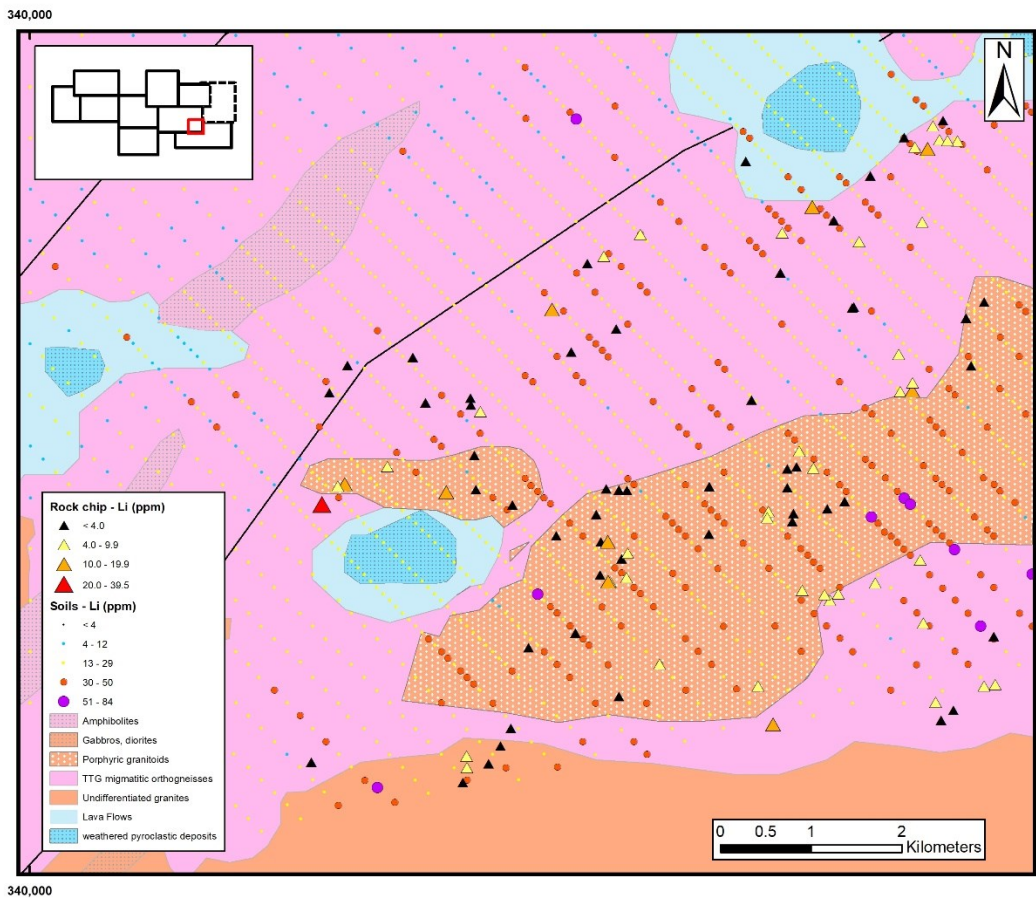 340,000
N
Rock chip - Li (ppm)
< 4.0
4.0 - 9.9
10.0 - 19.9
20.0 - 39.5
Soils - Li (ppm)
< 4
4 - 12
13 - 29
30 - 50
51 - 84
Amphibolites
Gabbros, diorites
Porphyric granitoids
TTG migmatitic orthogneisses
Undifferentiated granites
Lava Flows
weathered pyroclastic deposits
0 0.5 1 2
Kilometers
340,000